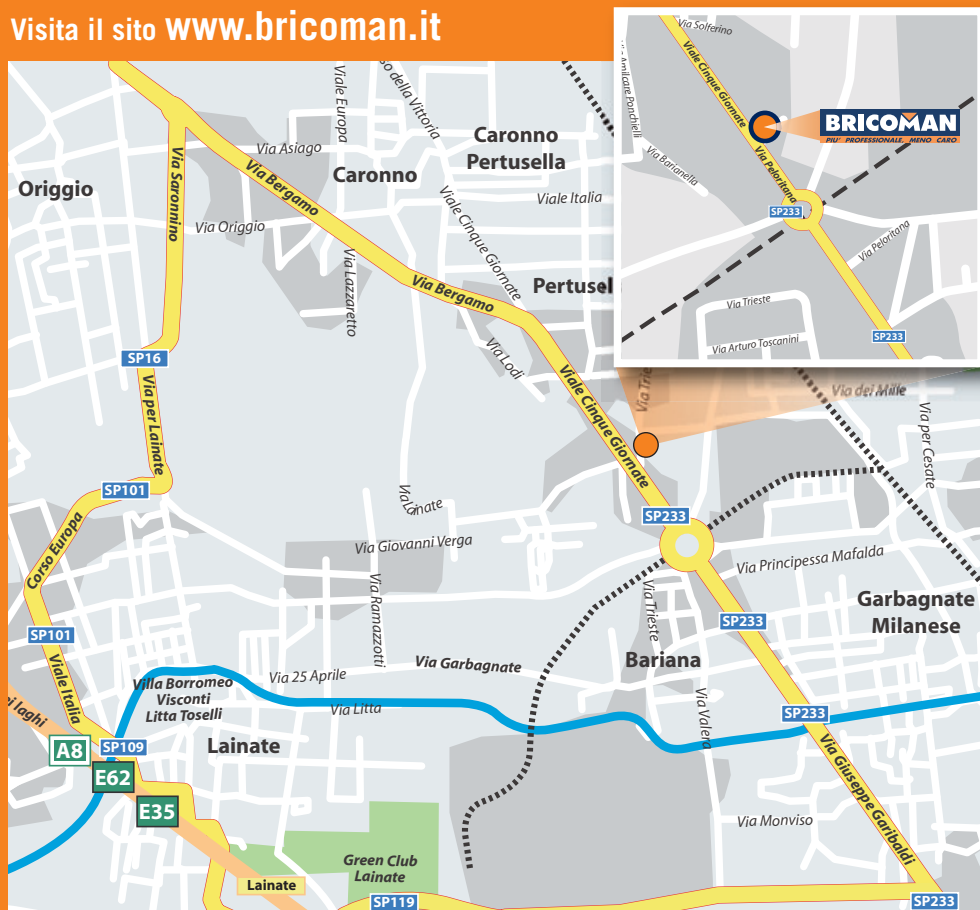 Visita il sito www.bricoman.it
Via Solferino
Viale Cinque Giornate
Via Amilcare Ponchielli
Via Barianella
BRICOMAN
PIU' PROFESSIONALE, MENO CARO
Via Peloritana
SP233
Via Peloritana
Via Trieste
Via Arturo Toscanini
SP233
Viale Europa
so della Vittoria
Caronno
Pertusella
Via Asiago
Caronno
Origgio
Via Saronnino
Via Bergamo
Viale Italia
Via Origgio
Viale Cinque Giornate
Via Lazzaretto
Via Bergamo
Pertusell
Via Lodi
SP16
Via per Lainate
Viale Cinque Giornate
Via Trie
Via dei Mille
Via per Cesate
SP101
Via Lainate
SP233
Corso Europa
Via Giovanni Verga
Via Principessa Mafalda
Via Ramazzotti
Via Trieste
Garbagnate
Milanese
SP233
SP101
Viale Italia
Via Garbagnate
Bariana
Via 25 Aprile
Villa Borromeo
Visconti
Litta Toselli
Via Litta
Via Valera
SP233
ei laghi
A8
SP109
Lainate
E62
E35
Via Giuseppe Garibaldi
Via Monviso
Green Club
Lainate
Lainate
SP119
SP233